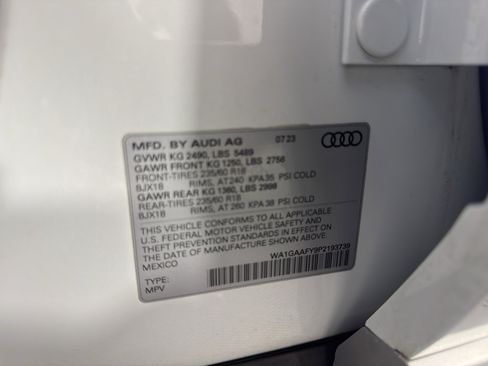 MFD. BY AUDI AG 07 23
GVWR KG 2490, LBS 5489
GAWR FRONT KG 1250, LBS 2756
FRONT-TIRES 235/60 R18
8JX18 RIMS, AT 240 KPA 35 PSI COLD
GAWR REAR KG 1360, LBS 2998
REAR-TIRES 235/60 R18
8JX18 RIMS, AT 260 KPA 38 PSI COLD
THIS VEHICLE CONFORMS TO ALL APPLICABLE
U.S. FEDERAL MOTOR VEHICLE SAFETY AND
THEFT PREVENTION STANDARDS IN EFFECT ON
THE DATE OF MANUFACTURE SHOWN ABOVE.
MEXICO
WA1GAAFY9P2193739
TYPE:
MPV